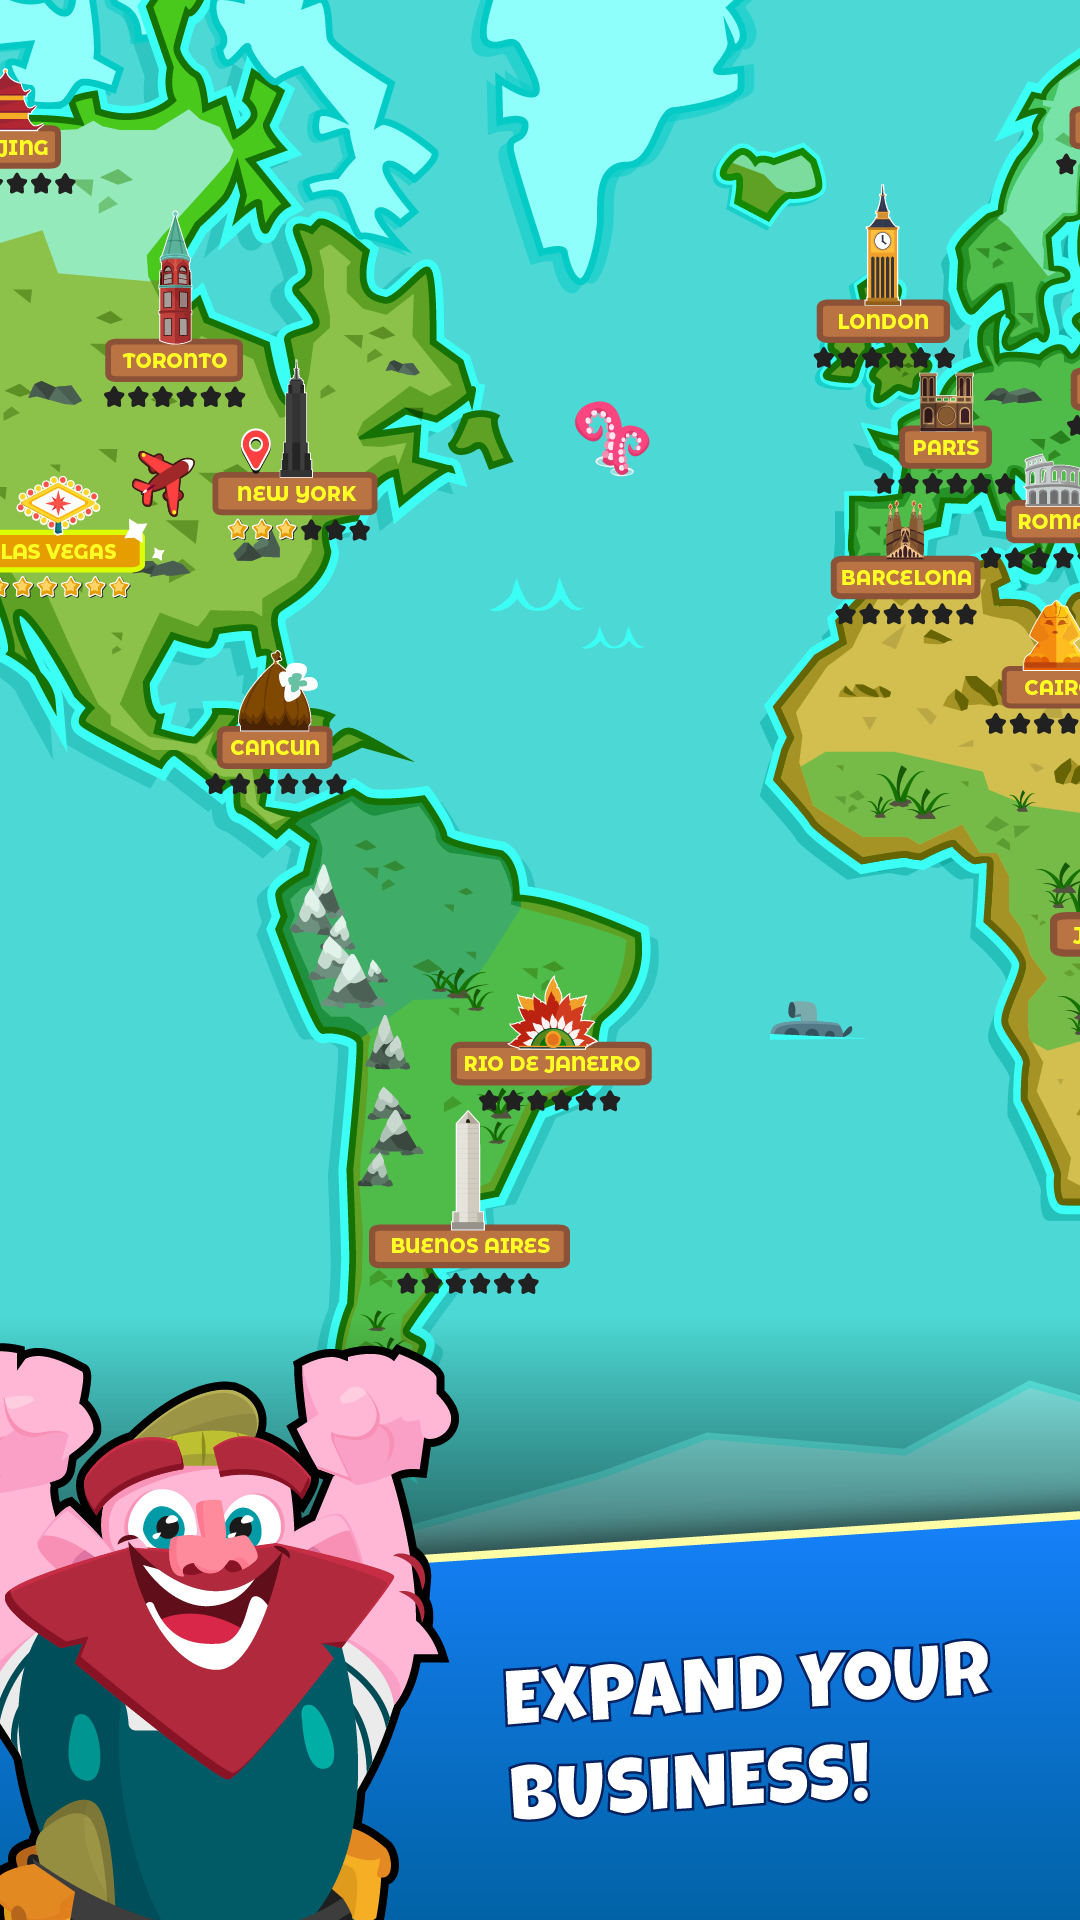 JING
TORONTO
LONDON
PARIS
NEW YORK
ROMA
LAS VEGAS
BARCELONA
CAIRO
CANCUN
J
RIO DE JANEIRO
BUENOS AIRES
EXPAND YOUR
BUSINESS!